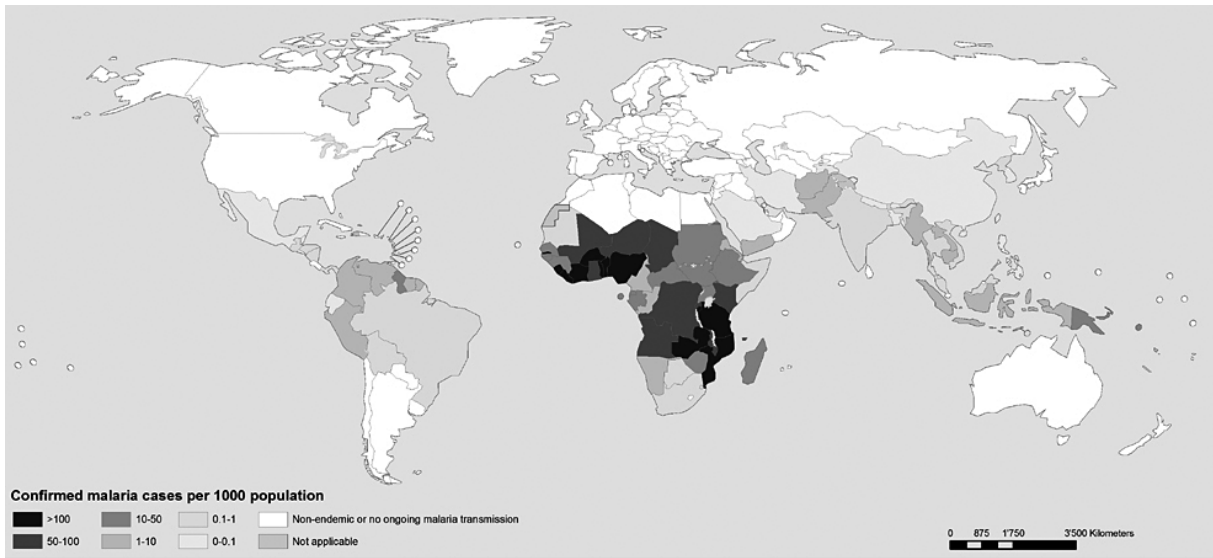 Confirmed malaria cases per 1000 population
>100 10-50 0.1-1 Non-endemic or no ongoing malaria transmission
50-100 1-10 0-0.1 Not applicable
0 875 1'750 3'500 Kilometers